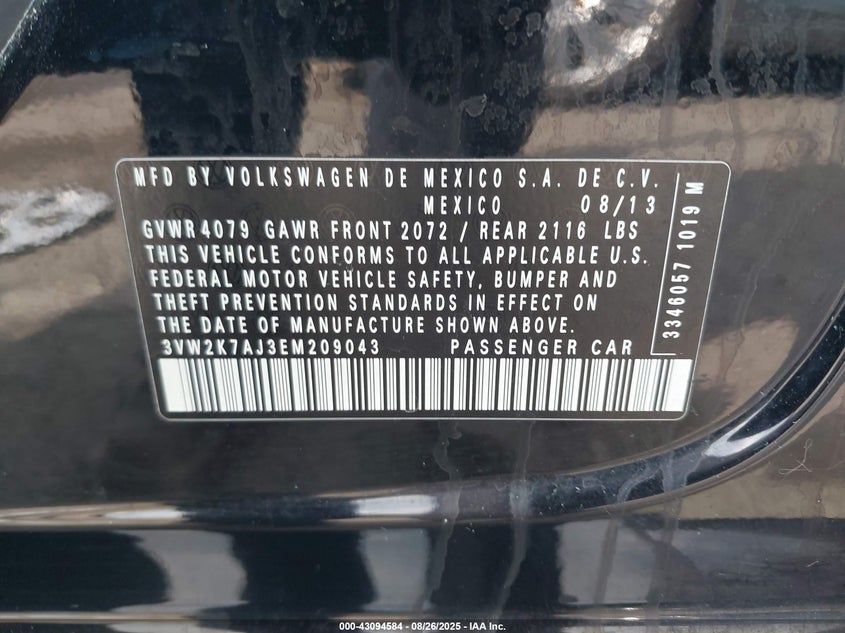 MFD BY VOLKSWAGEN DE MEXICO S.A. DE C.V.
MEXICO 08/13
GVWR 4079 GAWR FRONT 2072 / REAR 2116 LBS
THIS VEHICLE CONFORMS TO ALL APPLICABLE U.S.
FEDERAL MOTOR VEHICLE SAFETY, BUMPER AND
THEFT PREVENTION STANDARDS IN EFFECT ON
THE DATE OF MANUFACTURE SHOWN ABOVE.
3VW2K7AJ3EM209043 PASSENGER CAR
3346057 1019 M
000-43094584 - 08/26/2025 - IAA Inc.